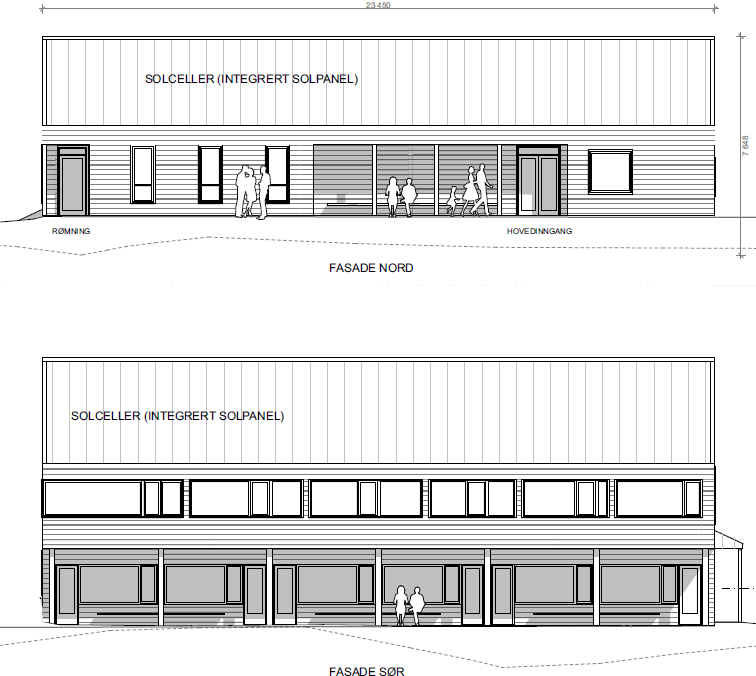 23 450
SOLCELLER (INTEGRERT SOLPANEL)
7 648
RØMNING
HOVEDINNGANG
FASADE NORD
SOLCELLER (INTEGRERT SOLPANEL)
FASADE SØR